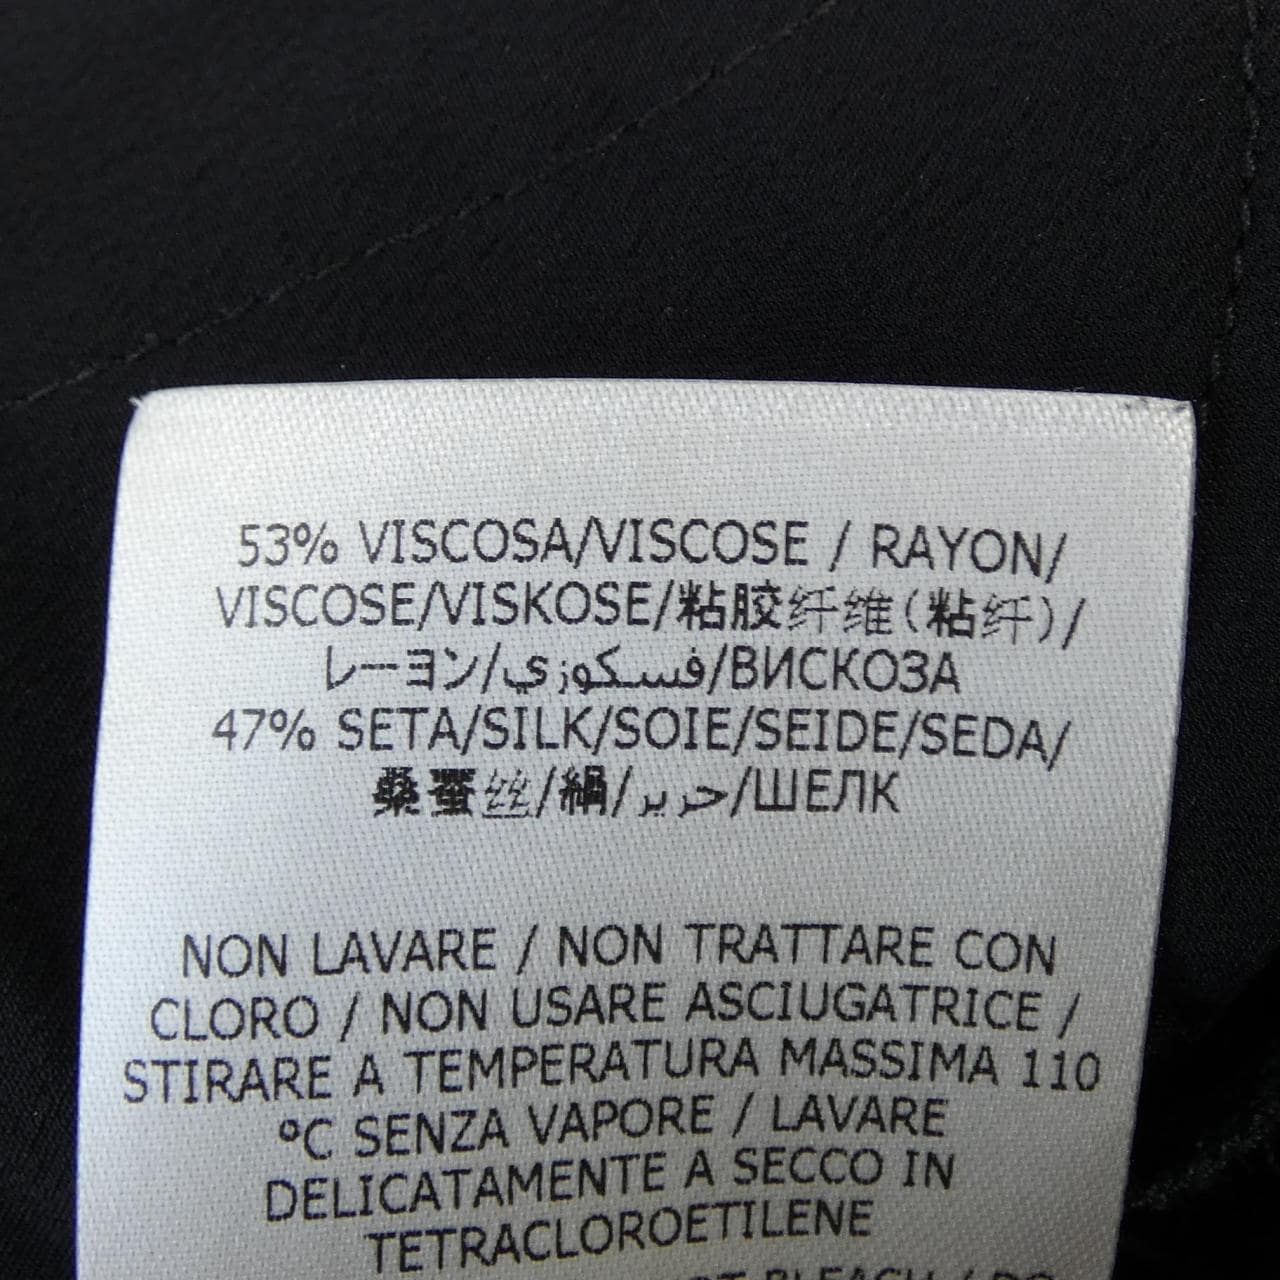 53% VISCOSA/VISCOSE / RAYON/
VISCOSE/VISKOSE/粘胶纤维(粘纤)/
レーヨン/فسكوزي/ВИСКОЗА
47% SETA/SILK/SOIE/SEIDE/SEDA/
桑蚕丝/絹/حرير/ШЕЛК
NON LAVARE / NON TRATTARE CON
CLORO / NON USARE ASCIUGATRICE /
STIRARE A TEMPERATURA MASSIMA 110
°C SENZA VAPORE / LAVARE
DELICATAMENTE A SECCO IN
TETRACLOROETILENE
BLEACH / DO